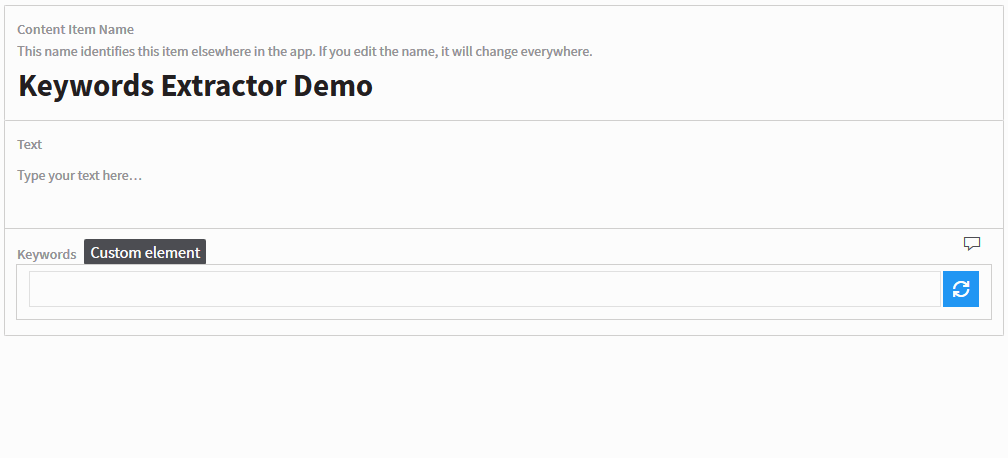 Content Item Name
This name identifies this item elsewhere in the app. If you edit the name, it will change everywhere.
Keywords Extractor Demo
Text
Type your text here…
Keywords Custom element